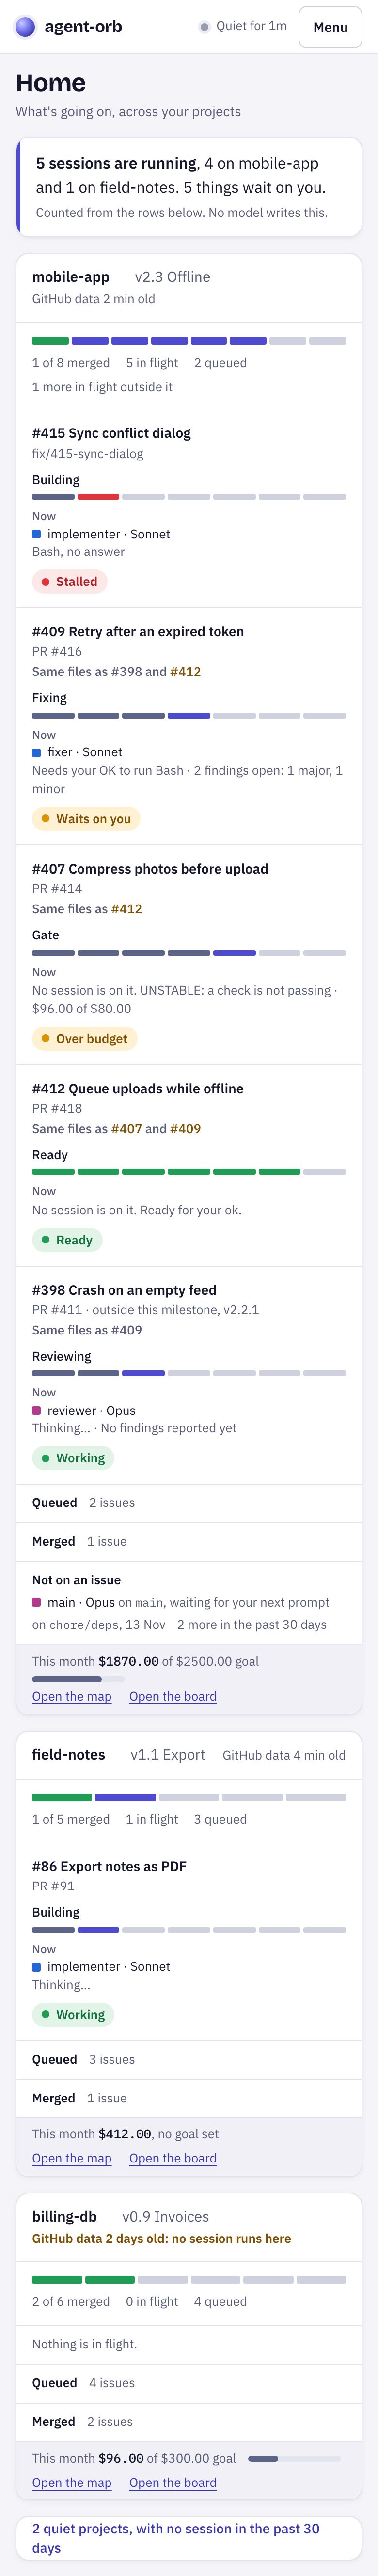 agent-orb
Quiet for 1m
Menu
Home
What's going on, across your projects
5 sessions are running, 4 on mobile-app
and 1 on field-notes. 5 things wait on you.
Counted from the rows below. No model writes this.
mobile-app v2.3 Offline
GitHub data 2 min old
1 of 8 merged 5 in flight 2 queued
1 more in flight outside it
#415 Sync conflict dialog
fix/415-sync-dialog
Building
Now
implementer · Sonnet
Bash, no answer
Stalled
#409 Retry after an expired token
PR #416
Same files as #398 and #412
Fixing
Now
fixer · Sonnet
Needs your OK to run Bash · 2 findings open: 1 major, 1
minor
Waits on you
#407 Compress photos before upload
PR #414
Same files as #412
Gate
Now
No session is on it. UNSTABLE: a check is not passing ·
$96.00 of $80.00
Over budget
#412 Queue uploads while offline
PR #418
Same files as #407 and #409
Ready
Now
No session is on it. Ready for your ok.
Ready
#398 Crash on an empty feed
PR #411 · outside this milestone, v2.2.1
Same files as #409
Reviewing
Now
reviewer · Opus
Thinking... · No findings reported yet
Working
Queued 2 issues
Merged 1 issue
Not on an issue
main · Opus on main, waiting for your next prompt
on chore/deps, 13 Nov 2 more in the past 30 days
This month $1870.00 of $2500.00 goal
Open the map Open the board
field-notes v1.1 Export GitHub data 4 min old
1 of 5 merged 1 in flight 3 queued
#86 Export notes as PDF
PR #91
Building
Now
implementer · Sonnet
Thinking...
Working
Queued 3 issues
Merged 1 issue
This month $412.00, no goal set
Open the map Open the board
billing-db v0.9 Invoices
GitHub data 2 days old: no session runs here
2 of 6 merged 0 in flight 4 queued
Nothing is in flight.
Queued 4 issues
Merged 2 issues
This month $96.00 of $300.00 goal
Open the map Open the board
2 quiet projects, with no session in the past 30
days